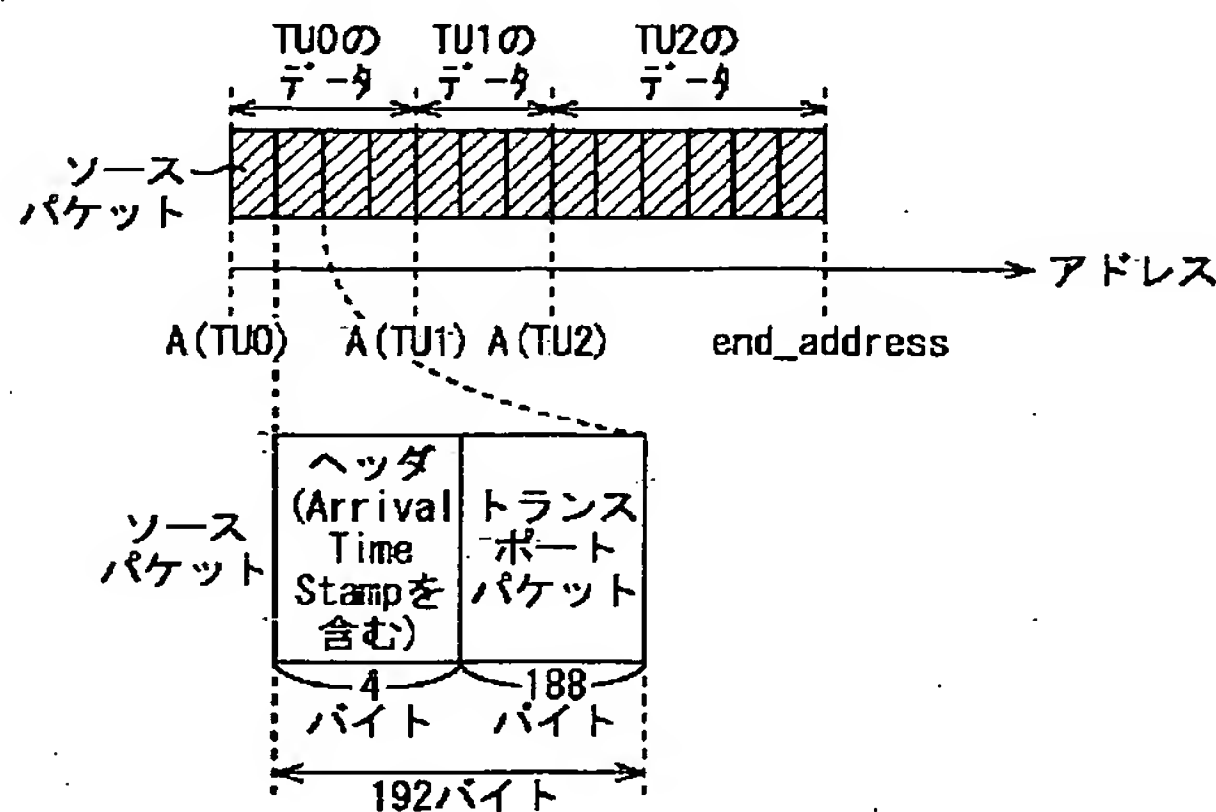 TU0の
データ
TU1の
データ
TU2の
データ
ソース
パケット
アドレス
A(TU0)
A(TU1)
A(TU2)
end_address
ソース
パケット
ヘッダ
(Arrival
Time
Stampを
含む)
トランス
ポート
パケット
4
バイト
188
バイト
192バイト